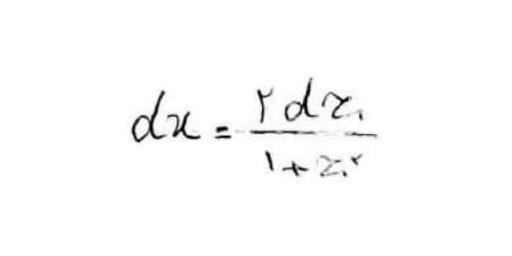 dx = ۲dz / ۱+z۲